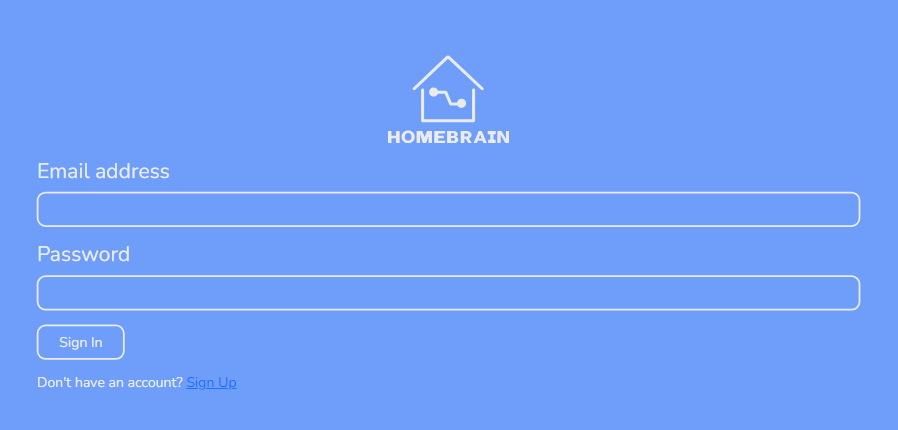 HOMEBRAIN
Email address
Password
Sign In
Don't have an account? Sign Up